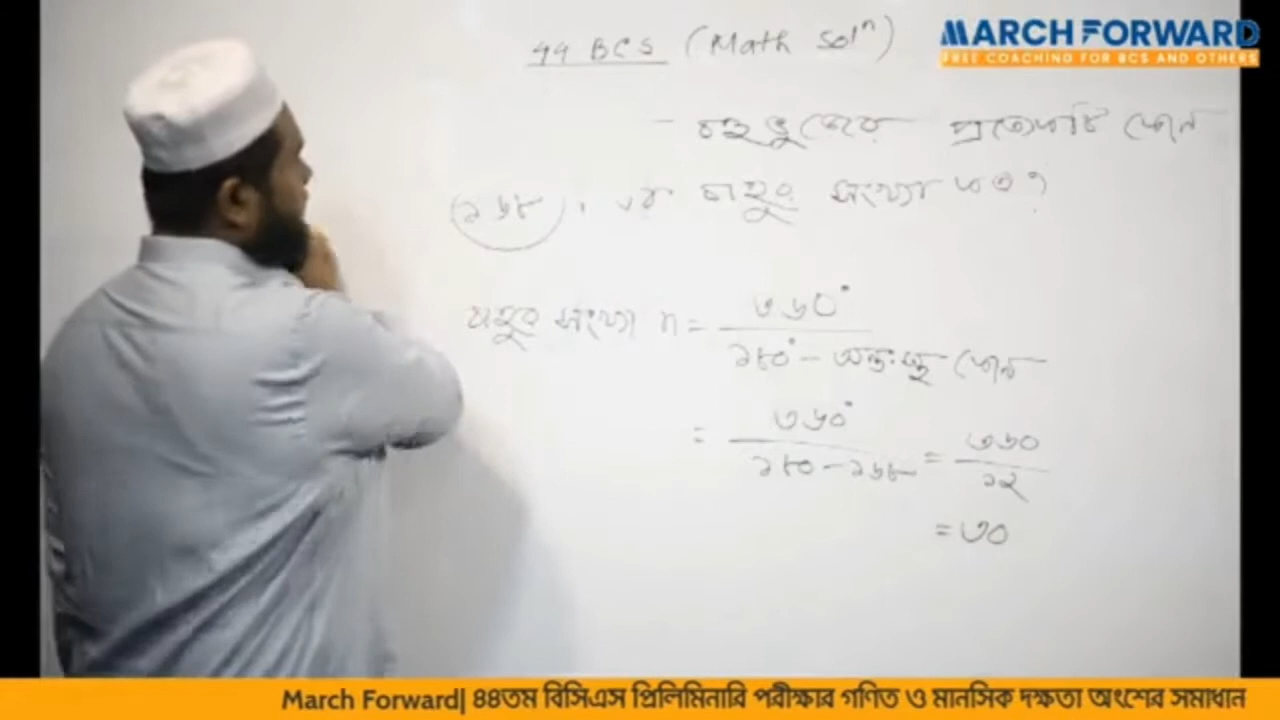 MARCH FORWARD
FREE COACHING FOR BCS AND OTHERS
44 BCS (Math Solⁿ)
- বহুভুজের প্রত্যেকটি কোন
১৬৮, এর বাহুর সংখ্যা কত?
বাহুর সংখ্যা n = ৩৬০° / ১৮০° - অন্তঃস্থ কোন
= ৩৬০° / ১৮০ - ১৬৮ = ৩৬০ / ১২
= ৩০
March Forward| ৪৪তম বিসিএস প্রিলিমিনারি পরীক্ষার গণিত ও মানসিক দক্ষতা অংশের সমাধান